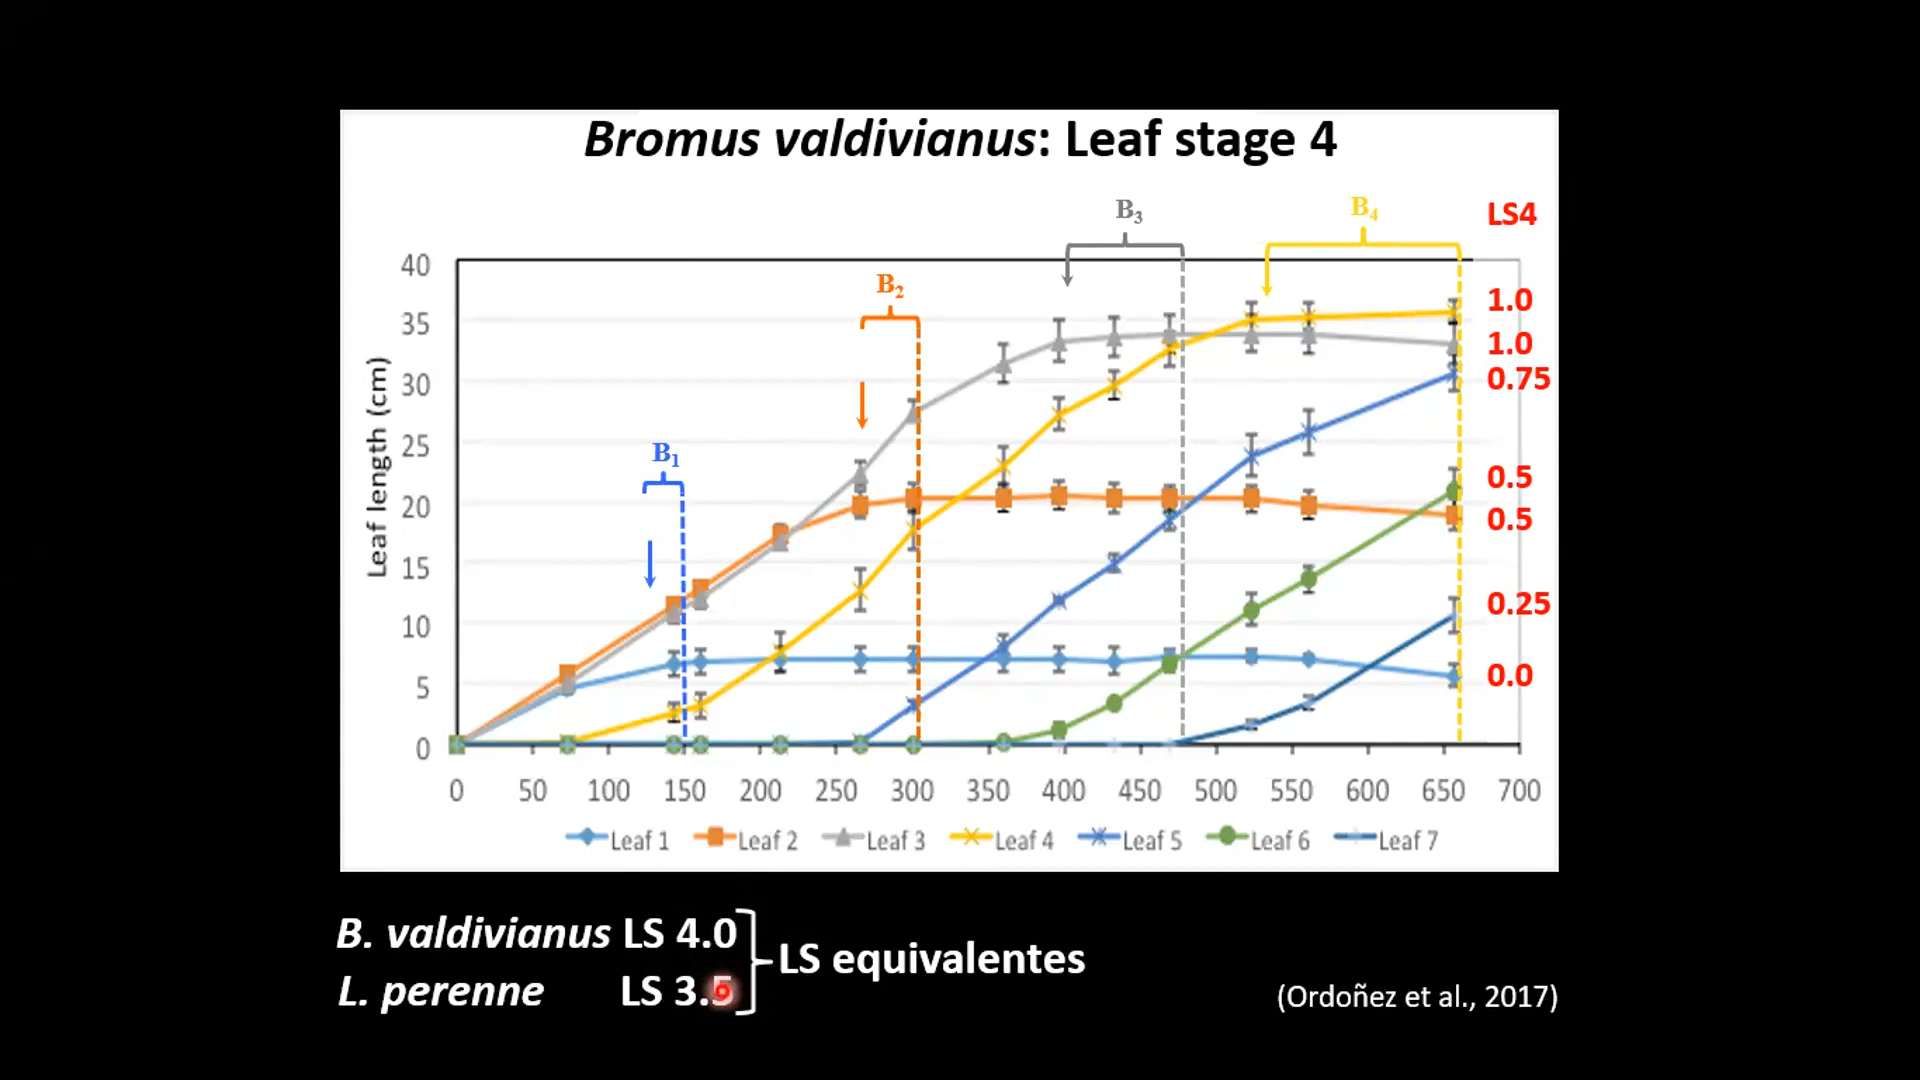 Bromus valdivianus: Leaf stage 4
LS4
B₃
B₄
B₂
B₁
Leaf length (cm)
40
35
30
25
20
15
10
5
0
1.0
1.0
0.75
0.5
0.5
0.25
0.0
0 50 100 150 200 250 300 350 400 450 500 550 600 650 700
Leaf 1 Leaf 2 Leaf 3 Leaf 4 Leaf 5 Leaf 6 Leaf 7
B. valdivianus LS 4.0
L. perenne LS 3.5
LS equivalentes
(Ordoñez et al., 2017)